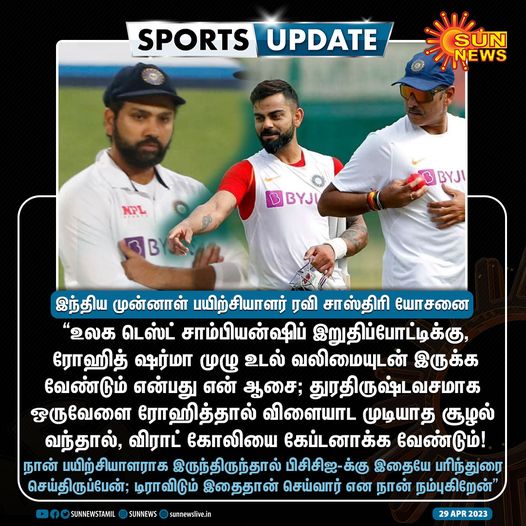 SPORTS UPDATE
SUN
NEWS
MPL
BYJU
BYJU
BYJU
இந்திய முன்னாள் பயிற்சியாளர் ரவி சாஸ்திரி யோசனை
“உலக டெஸ்ட் சாம்பியன்ஷிப் இறுதிப்போட்டிக்கு,
ரோஹித் ஷர்மா முழு உடல் வலிமையுடன் இருக்க
வேண்டும் என்பது என் ஆசை; துரதிருஷ்டவசமாக
ஒருவேளை ரோஹித்தால் விளையாட முடியாத சூழல்
வந்தால், விராட் கோலியை கேப்டனாக்க வேண்டும்!
நான் பயிற்சியாளராக இருந்திருந்தால் பிசிசிஐ-க்கு இதையே பரிந்துரை
செய்திருப்பேன்; டிராவிடும் இதைதான் செய்வார் என நான் நம்புகிறேன்”
SUNNEWSTAMIL SUNNEWS sunnewslive.in
29 APR 2023